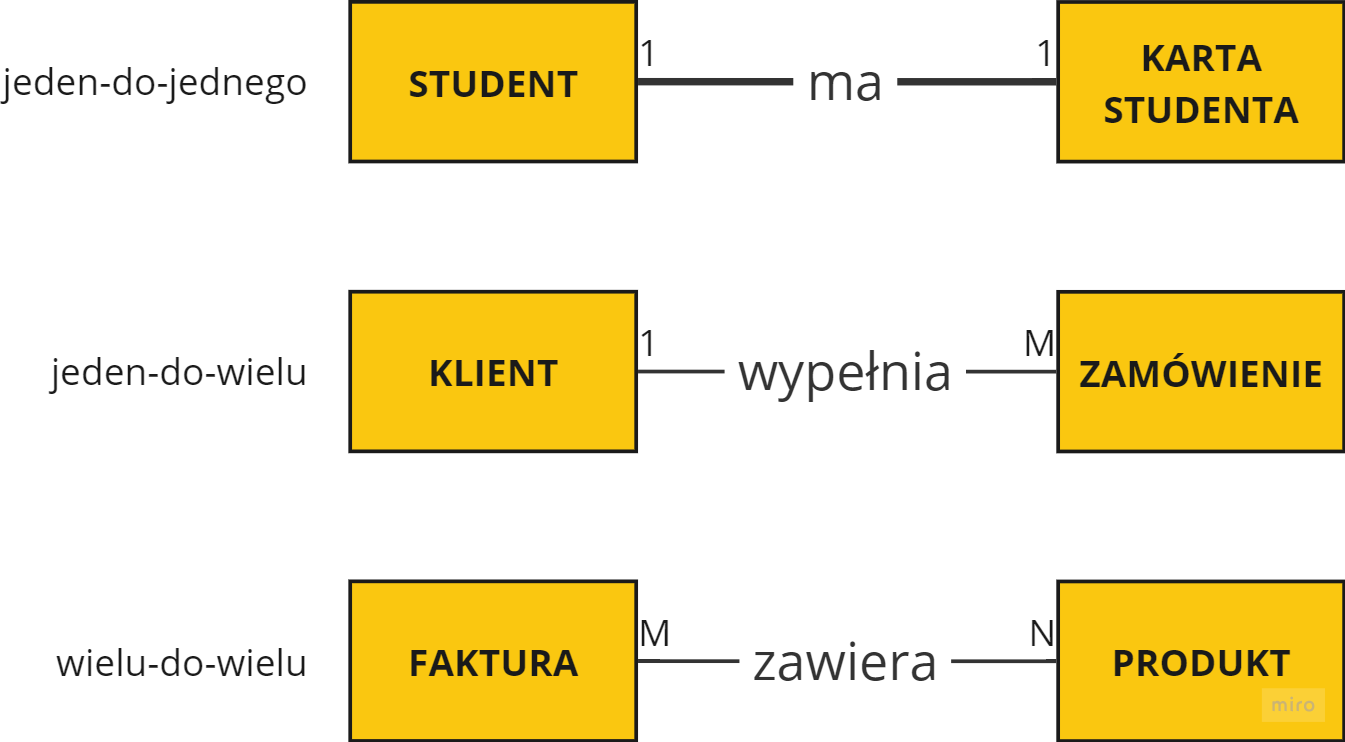 jeden-do-jednego
STUDENT
1
ma
1
KARTA
STUDENTA
jeden-do-wielu
KLIENT
1
wypełnia
M
ZAMÓWIENIE
wielu-do-wielu
FAKTURA
M
zawiera
N
PRODUKT
miro